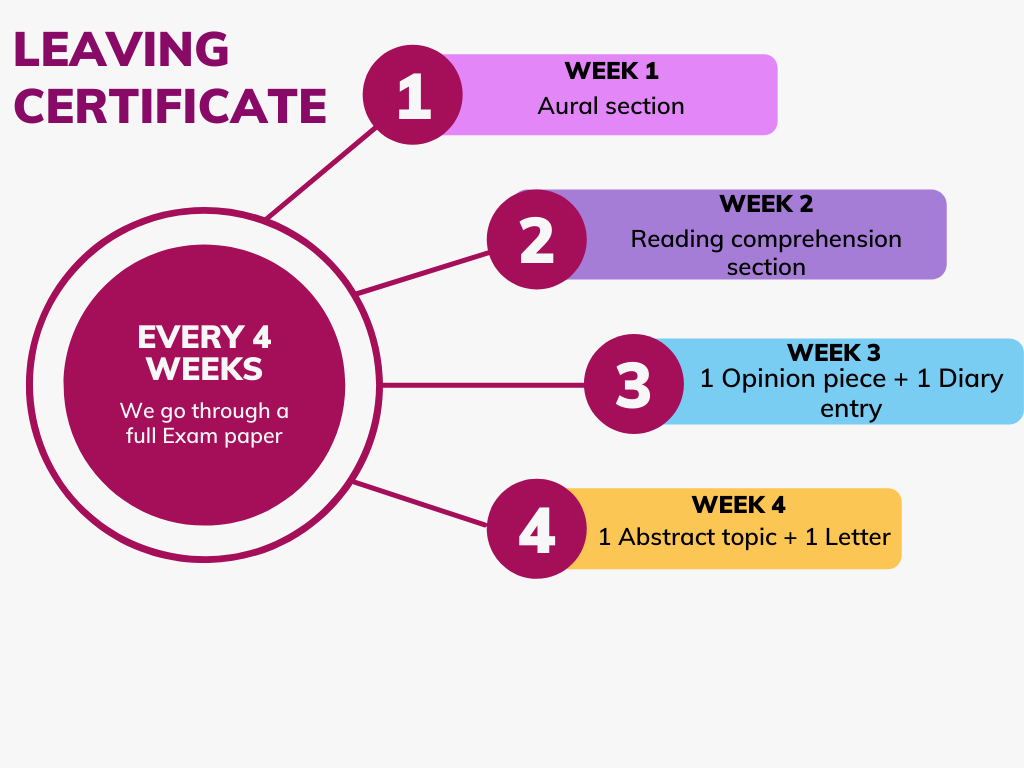 LEAVING
CERTIFICATE
1
WEEK 1
Aural section
2
WEEK 2
Reading comprehension
section
EVERY 4
WEEKS
We go through a
full Exam paper
3
WEEK 3
1 Opinion piece + 1 Diary
entry
4
WEEK 4
1 Abstract topic + 1 Letter